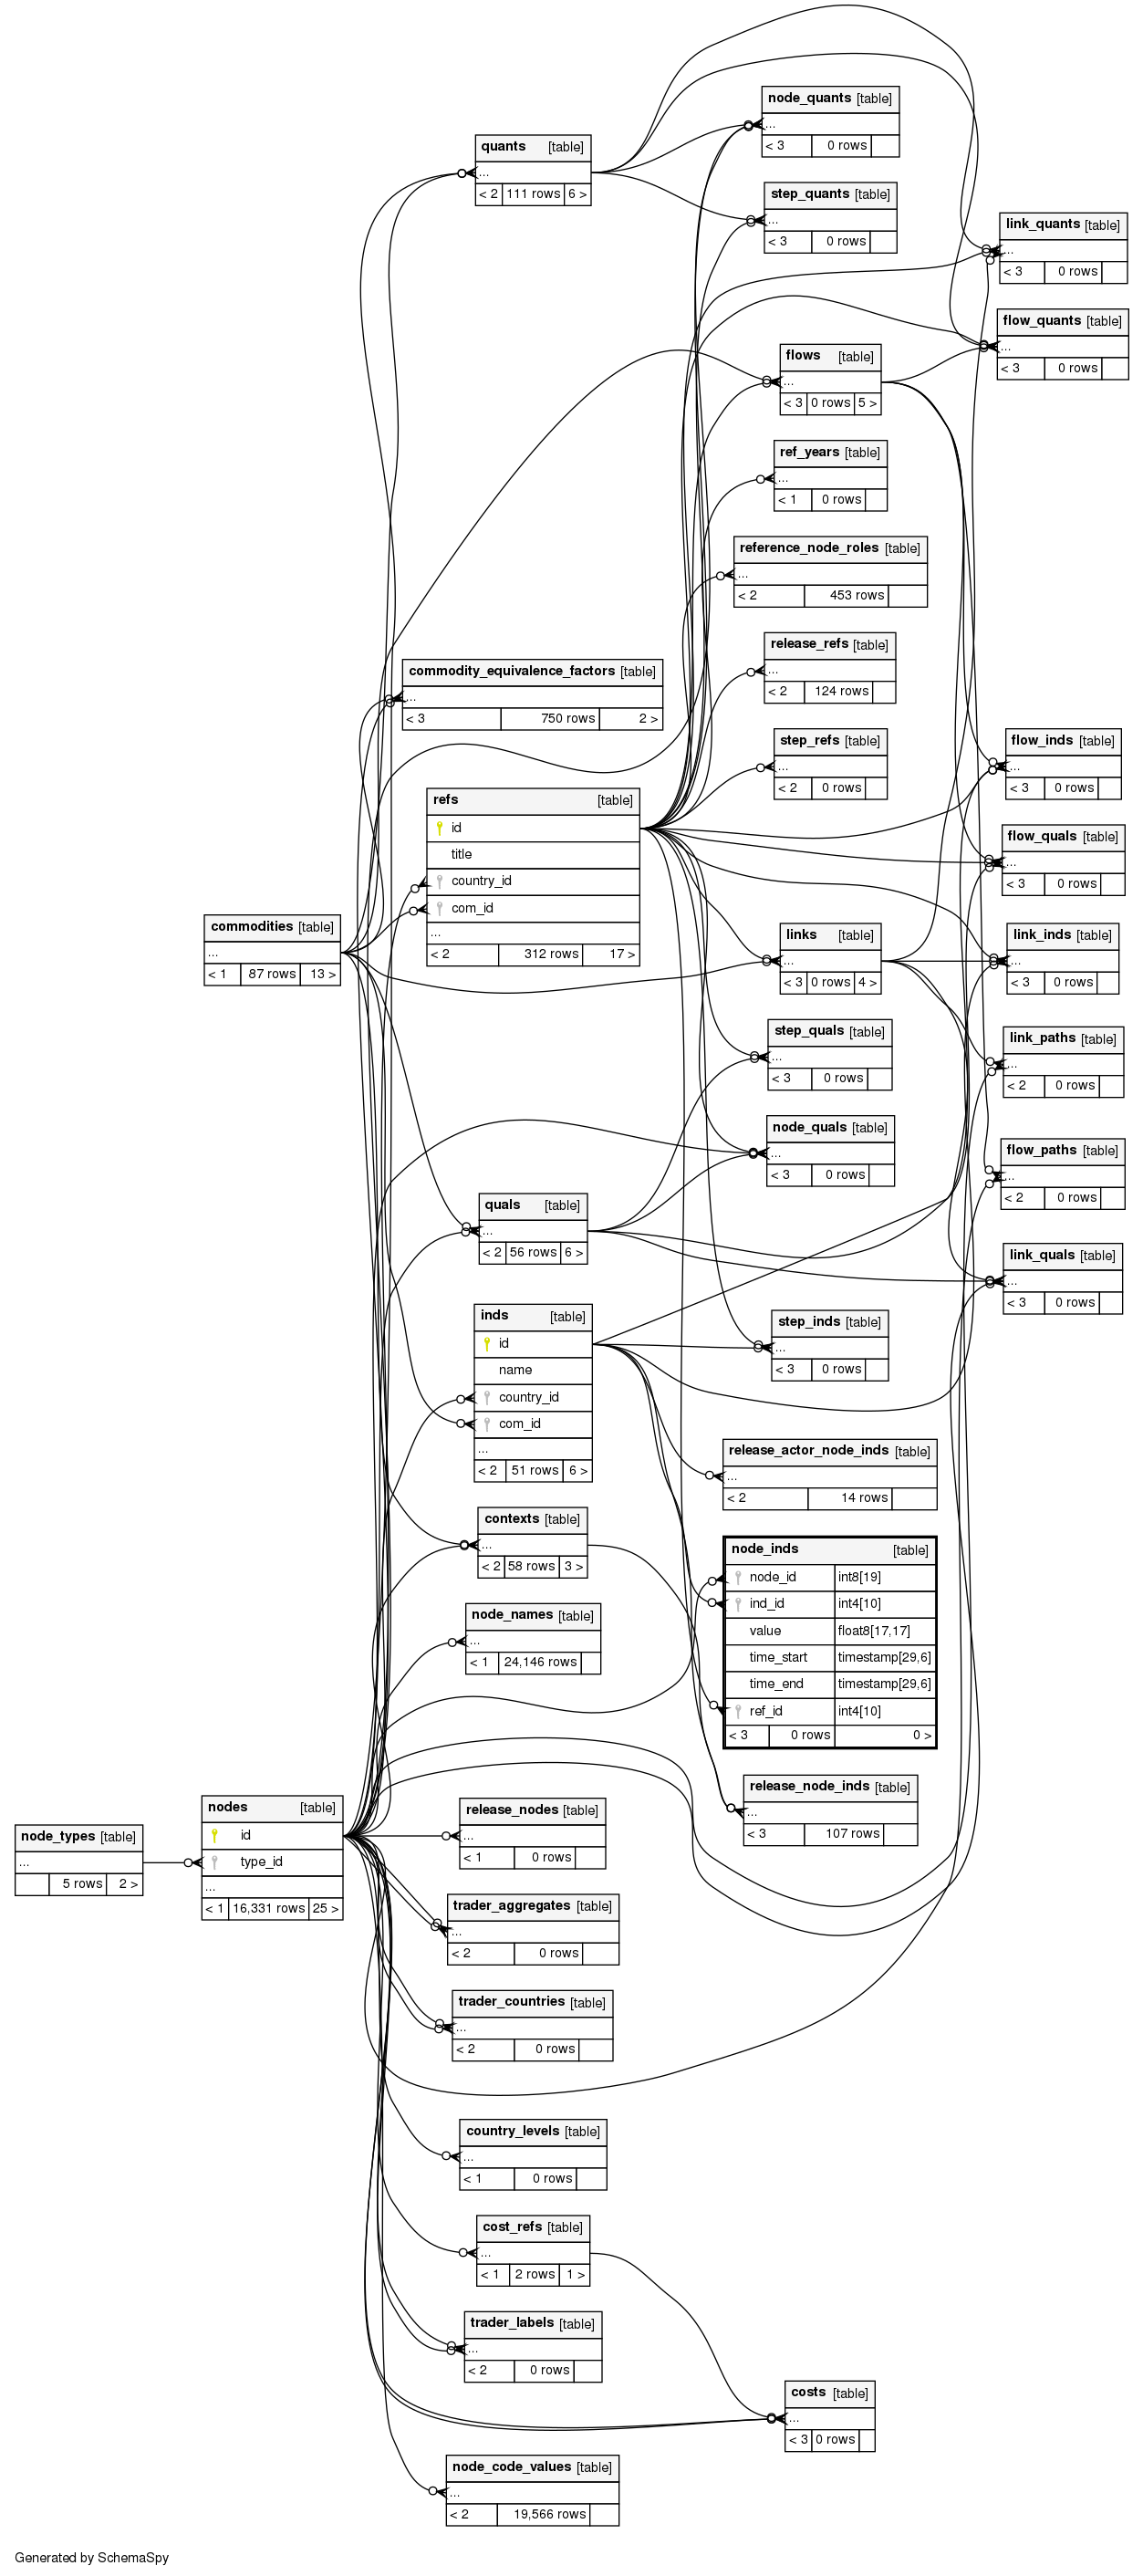 node_quants [table]
...
< 3 0 rows
quants [table]
...
< 2 111 rows 6 >
step_quants [table]
...
< 3 0 rows
link_quants [table]
...
< 3 0 rows
flow_quants [table]
...
< 3 0 rows
flows [table]
...
< 3 0 rows 5 >
ref_years [table]
...
< 1 0 rows
reference_node_roles [table]
...
< 2 453 rows
release_refs [table]
...
< 2 124 rows
commodity_equivalence_factors [table]
...
< 3 750 rows 2 >
step_refs [table]
...
< 2 0 rows
flow_inds [table]
...
< 3 0 rows
refs [table]
id
title
country_id
com_id
...
< 2 312 rows 17 >
flow_quals [table]
...
< 3 0 rows
commodities [table]
...
< 1 87 rows 13 >
links [table]
...
< 3 0 rows 4 >
link_inds [table]
...
< 3 0 rows
step_quals [table]
...
< 3 0 rows
link_paths [table]
...
< 2 0 rows
node_quals [table]
...
< 3 0 rows
flow_paths [table]
...
< 2 0 rows
quals [table]
...
< 2 56 rows 6 >
link_quals [table]
...
< 3 0 rows
inds [table]
id
name
country_id
com_id
...
< 2 51 rows 6 >
step_inds [table]
...
< 3 0 rows
release_actor_node_inds [table]
...
< 2 14 rows
contexts [table]
...
< 2 58 rows 3 >
node_inds [table]
node_id int8[19]
ind_id int4[10]
value float8[17,17]
time_start timestamp[29,6]
time_end timestamp[29,6]
ref_id int4[10]
< 3 0 rows 0 >
node_names [table]
...
< 1 24,146 rows
release_node_inds [table]
...
< 3 107 rows
nodes [table]
id
type_id
...
< 1 16,331 rows 25 >
node_types [table]
...
5 rows 2 >
release_nodes [table]
...
< 1 0 rows
trader_aggregates [table]
...
< 2 0 rows
trader_countries [table]
...
< 2 0 rows
country_levels [table]
...
< 1 0 rows
cost_refs [table]
...
< 1 2 rows 1 >
trader_labels [table]
...
< 2 0 rows
costs [table]
...
< 3 0 rows
node_code_values [table]
...
< 2 19,566 rows
Generated by SchemaSpy